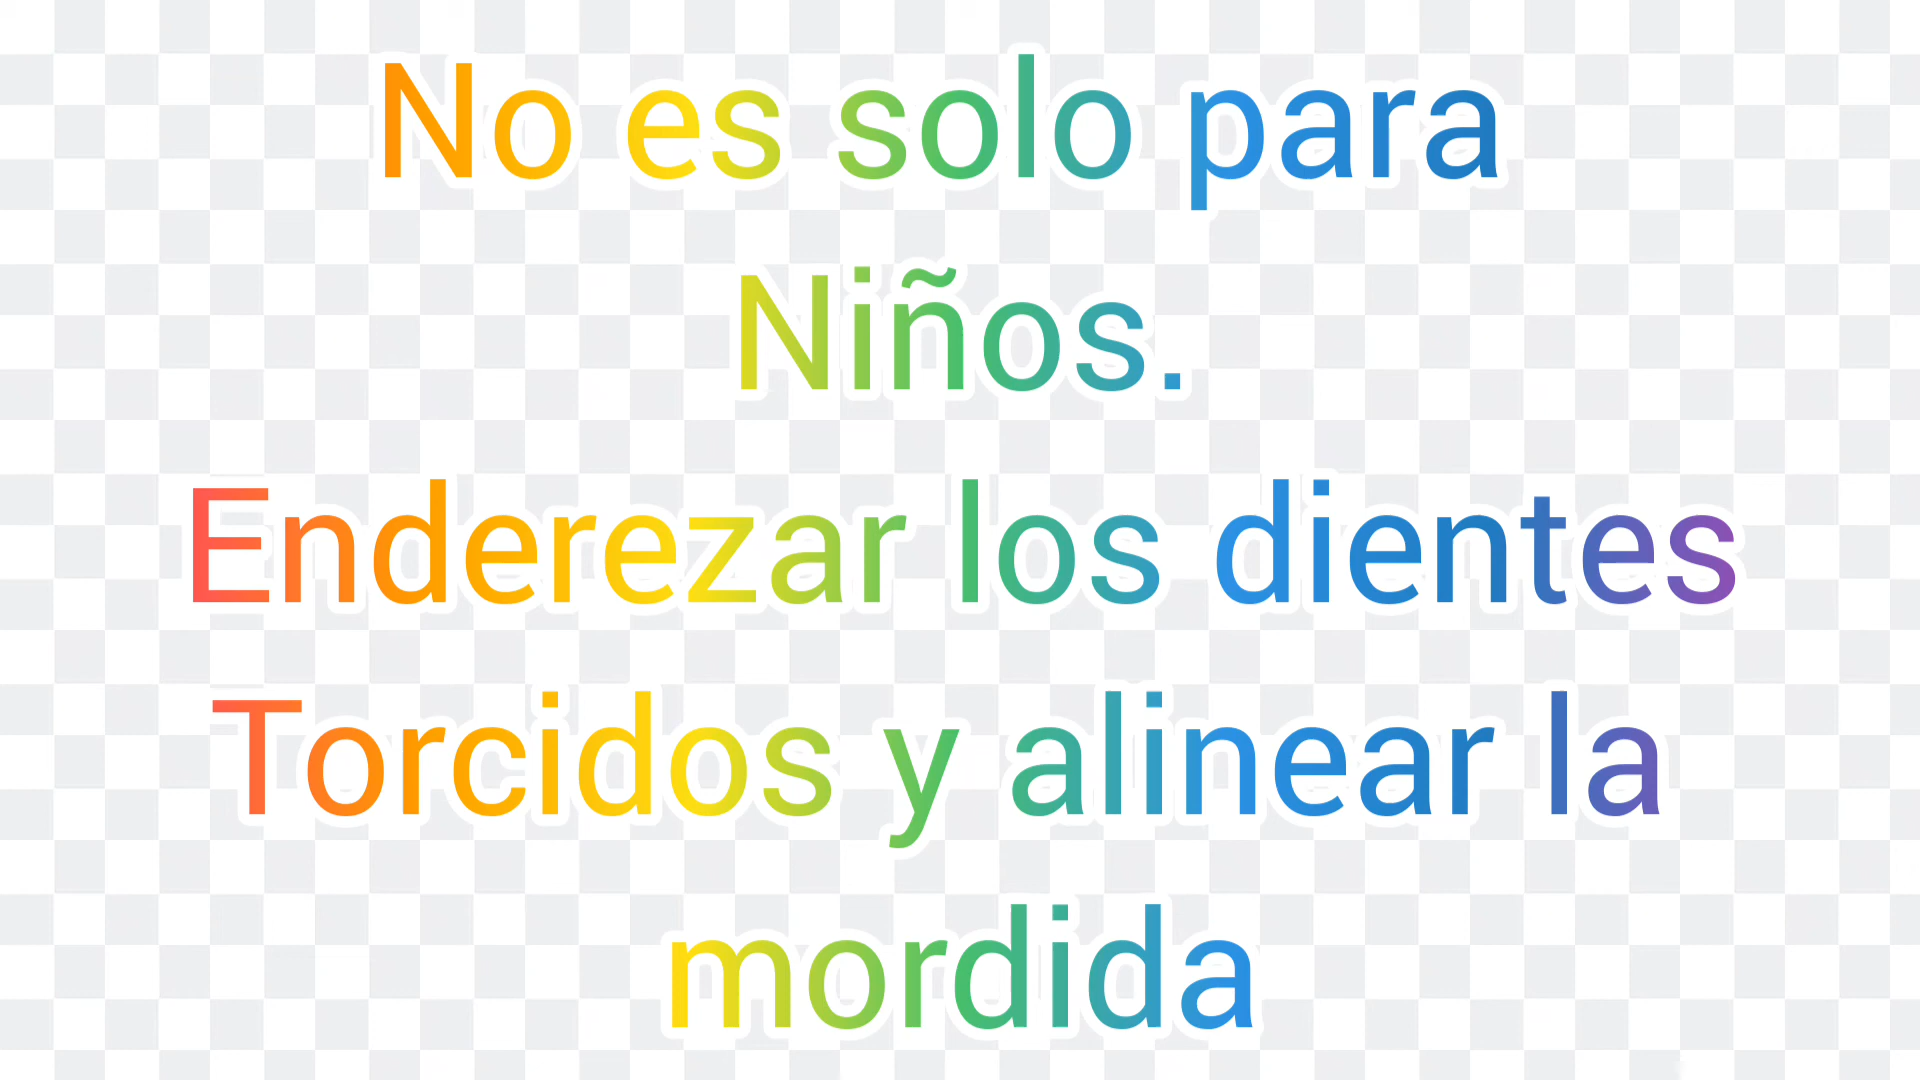 No es solo para
Niños.
Enderezar los dientes
Torcidos y alinear la
mordida